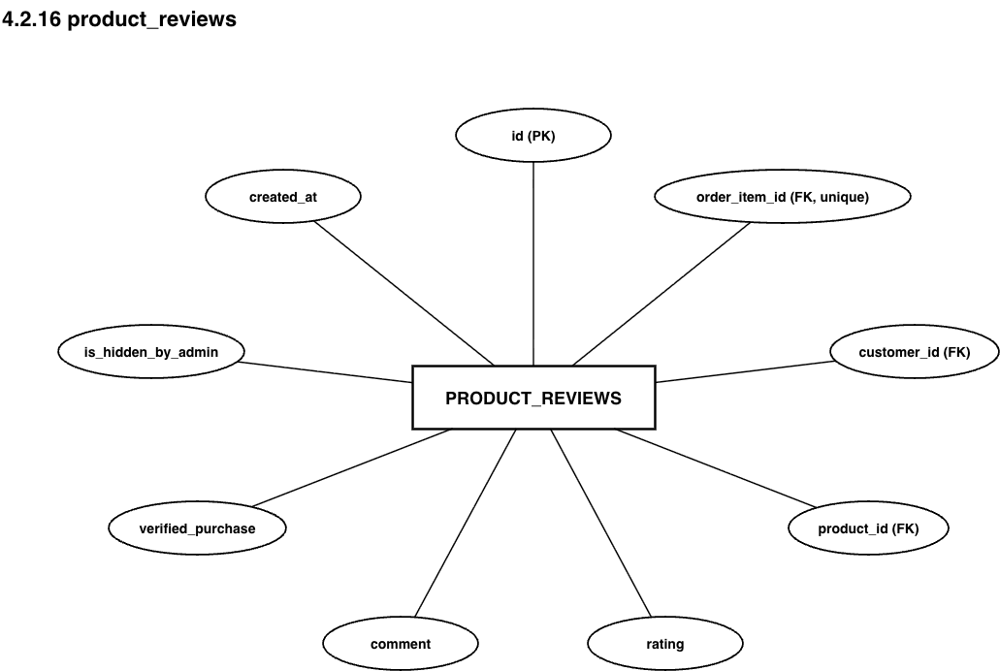 4.2.16 product_reviews
id (PK)
created_at
order_item_id (FK, unique)
is_hidden_by_admin
customer_id (FK)
PRODUCT_REVIEWS
verified_purchase
product_id (FK)
comment
rating